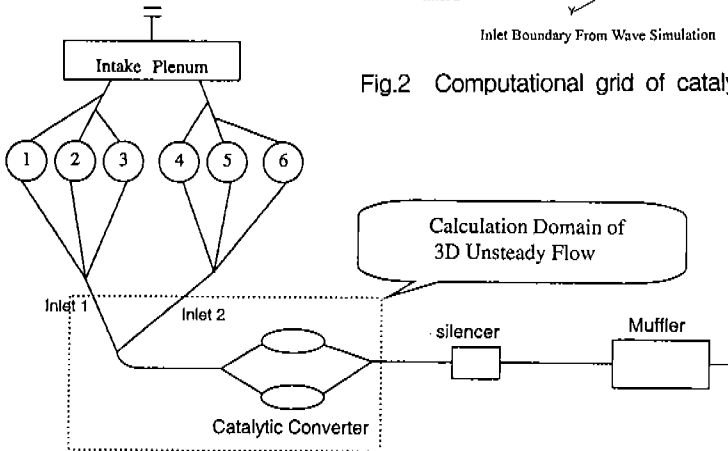 Inlet Boundary From Wave Simulation
Intake Plenum
Fig.2 Computational grid of cataly
1
2
3
4
5
6
Calculation Domain of
3D Unsteady Flow
Inlet 1
Inlet 2
silencer
Muffler
Catalytic Converter